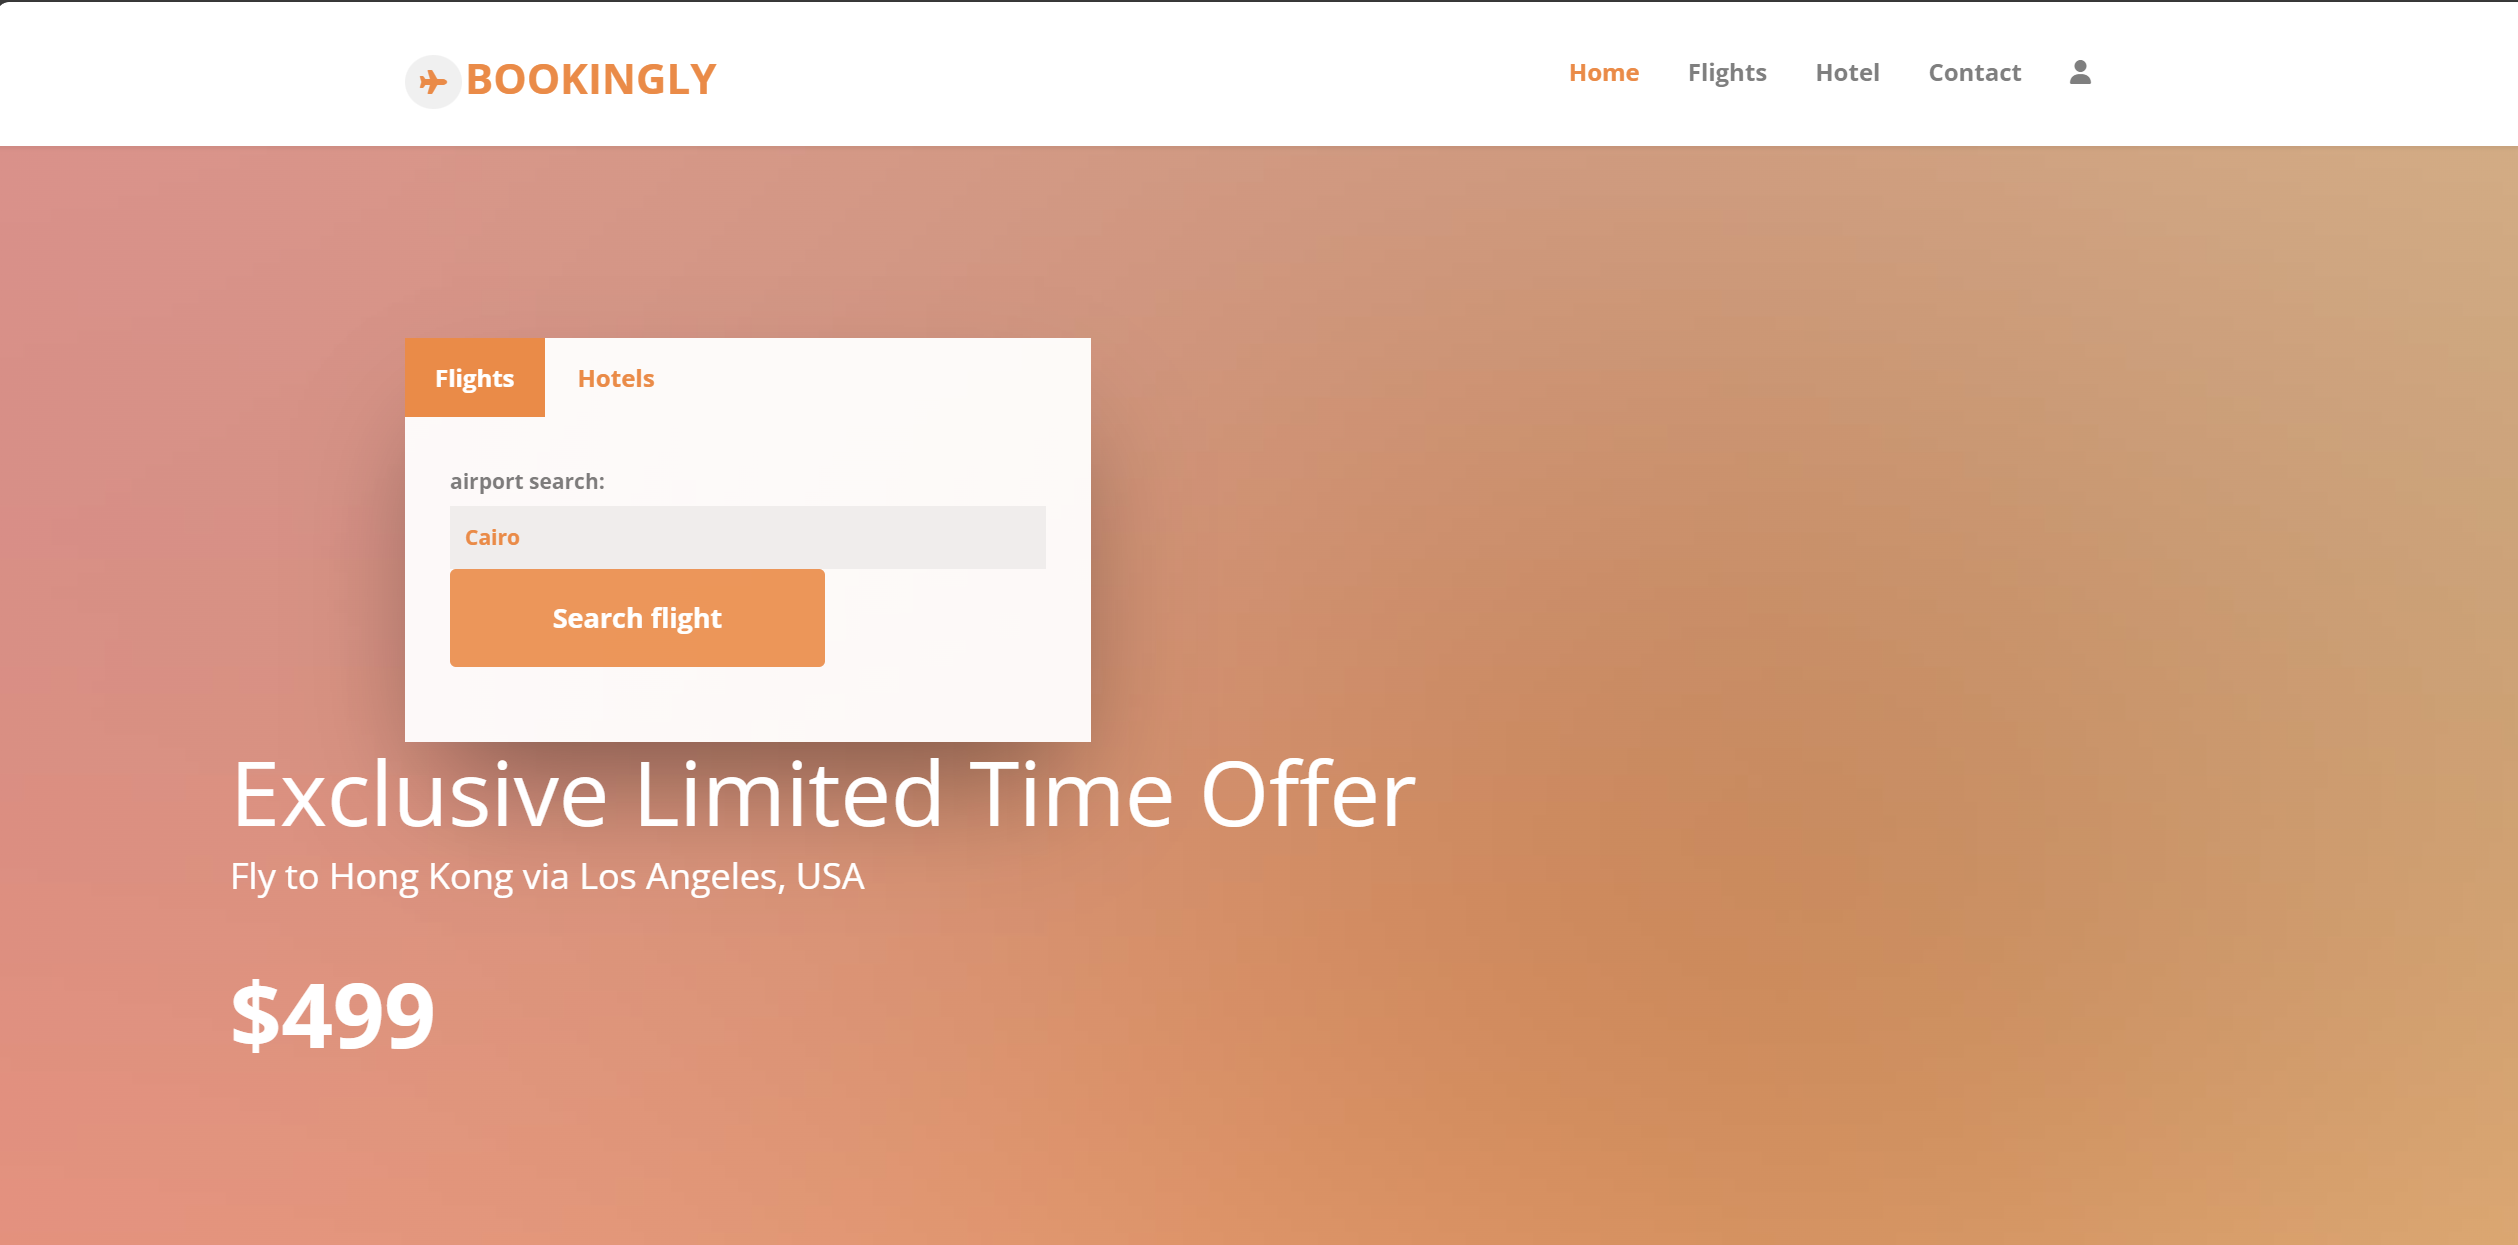 BOOKINGLY
Home Flights Hotel Contact
Flights Hotels
airport search:
Cairo
Search flight
Exclusive Limited Time Offer
Fly to Hong Kong via Los Angeles, USA
$499